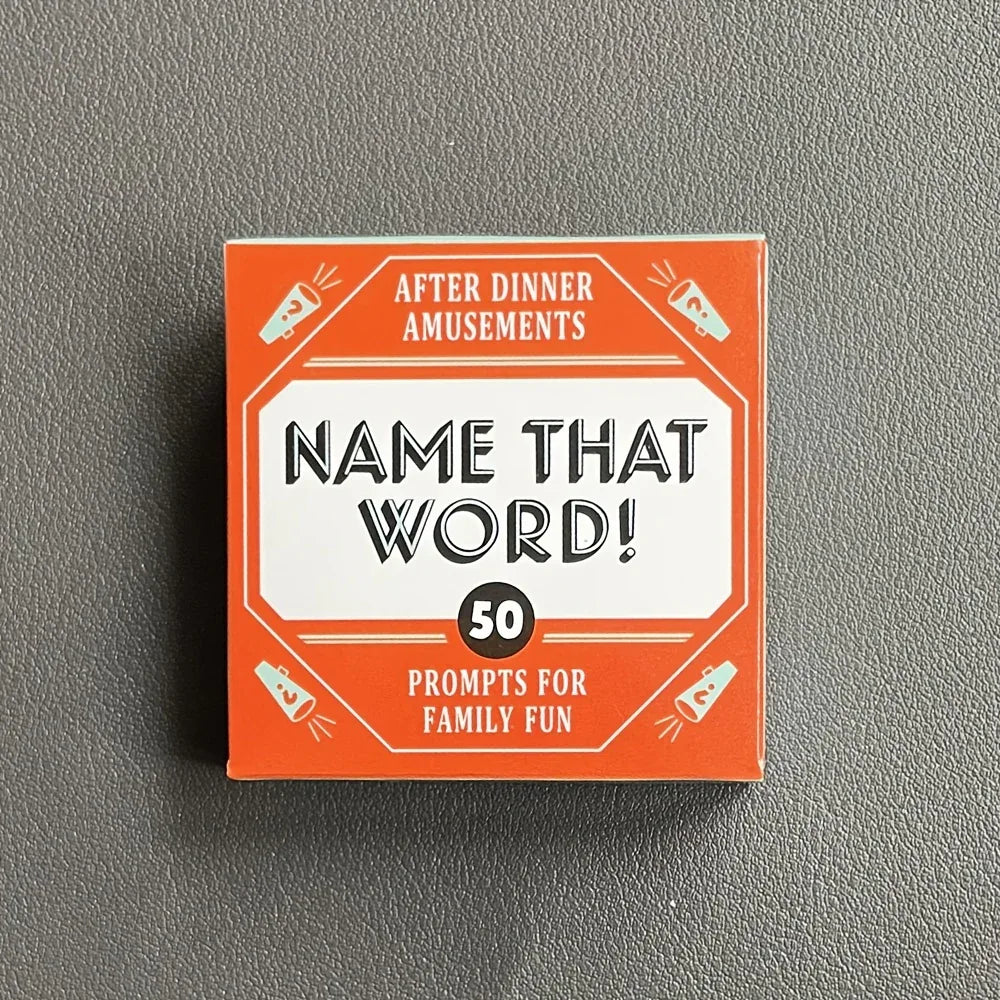 AFTER DINNER
AMUSEMENTS
NAME THAT
WORD!
50
PROMPTS FOR
FAMILY FUN